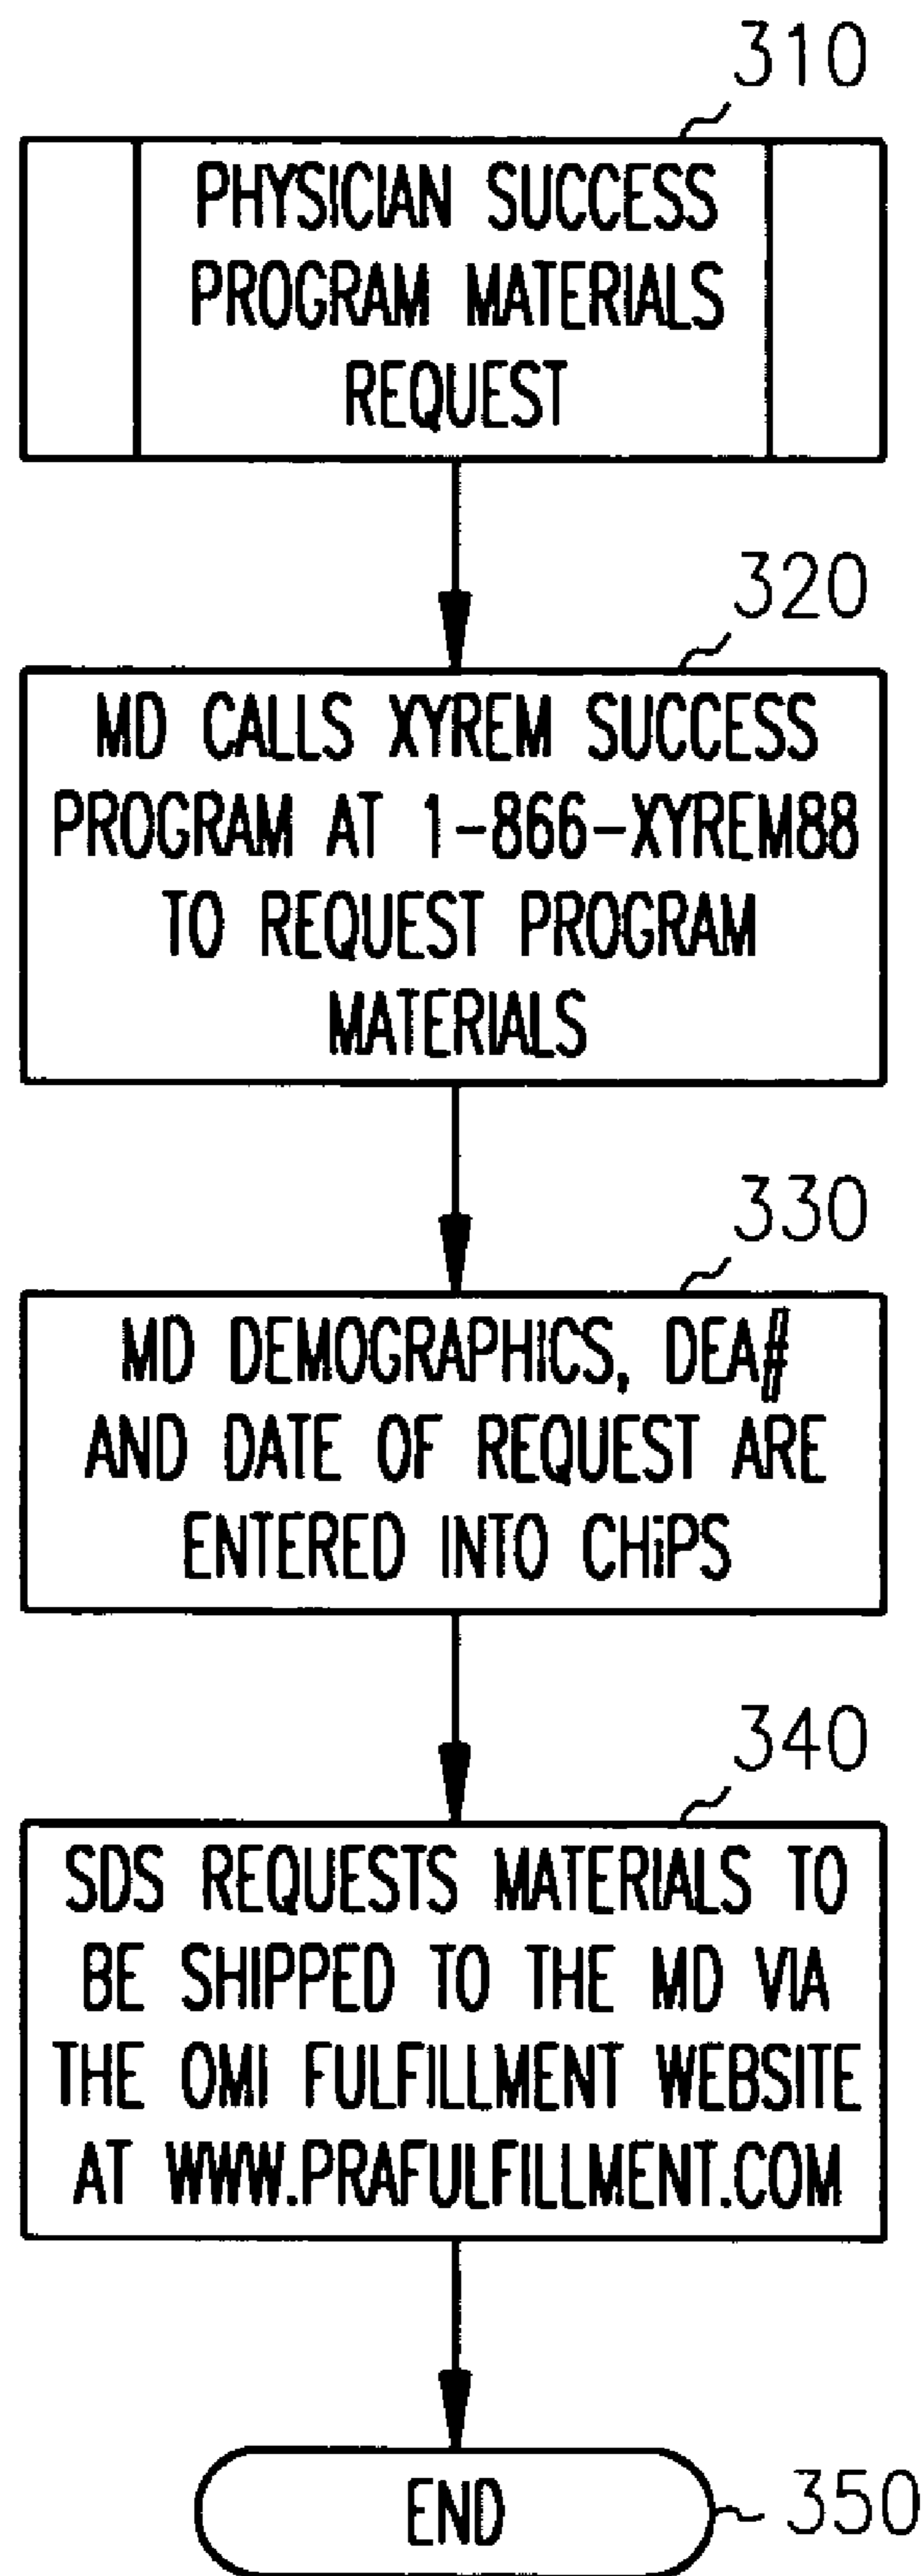 310
PHYSICIAN SUCCESS
PROGRAM MATERIALS
REQUEST
320
MD CALLS XYREM SUCCESS
PROGRAM AT 1-866-XYREM88
TO REQUEST PROGRAM
MATERIALS
330
MD DEMOGRAPHICS, DEA#
AND DATE OF REQUEST ARE
ENTERED INTO CHiPS
340
SDS REQUESTS MATERIALS TO
BE SHIPPED TO THE MD VIA
THE OMI FULFILLMENT WEBSITE
AT WWW.PRAFULFILLMENT.COM
END
350